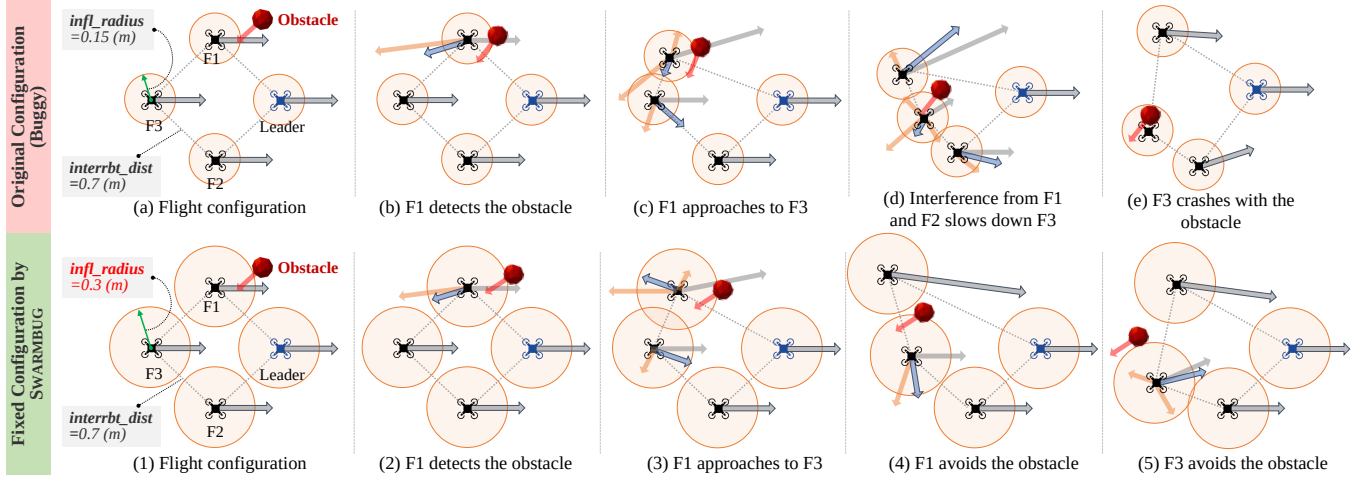 Original Configuration
(Buggy)
infl_radius
=0.15 (m)
Obstacle
F1
F3
Leader
interrbt_dist
=0.7 (m)
F2
(a) Flight configuration
(b) F1 detects the obstacle
(c) F1 approaches to F3
(d) Interference from F1
and F2 slows down F3
(e) F3 crashes with the
obstacle
Fixed Configuration by
SWARMBUG
infl_radius
=0.3 (m)
Obstacle
F1
F3
Leader
interrbt_dist
=0.7 (m)
F2
(1) Flight configuration
(2) F1 detects the obstacle
(3) F1 approaches to F3
(4) F1 avoids the obstacle
(5) F3 avoids the obstacle